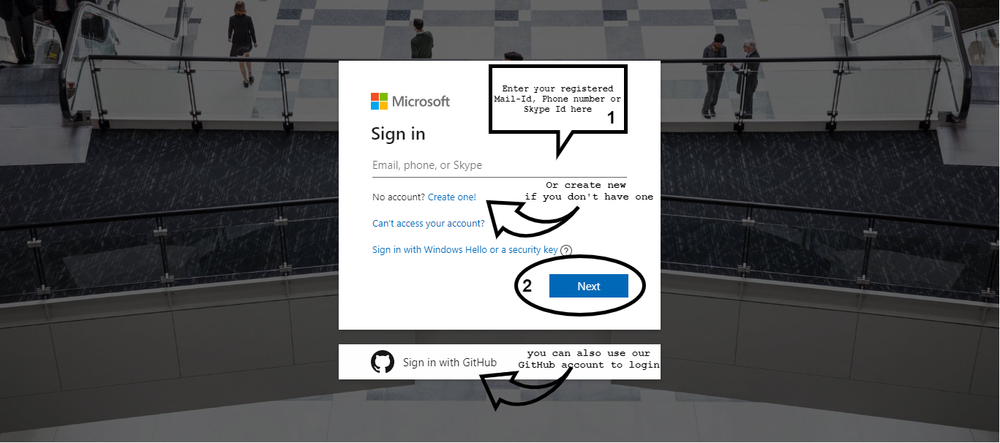 Enter your registered
Mail-Id, Phone number or
Skype Id here
1
Microsoft
Sign in
Email, phone, or Skype
Or create new
if you don't have one
No account? Create one!
Can't access your account?
Sign in with Windows Hello or a security key ?
2
Next
Sign in with GitHub
you can also use our
GitHub account to login